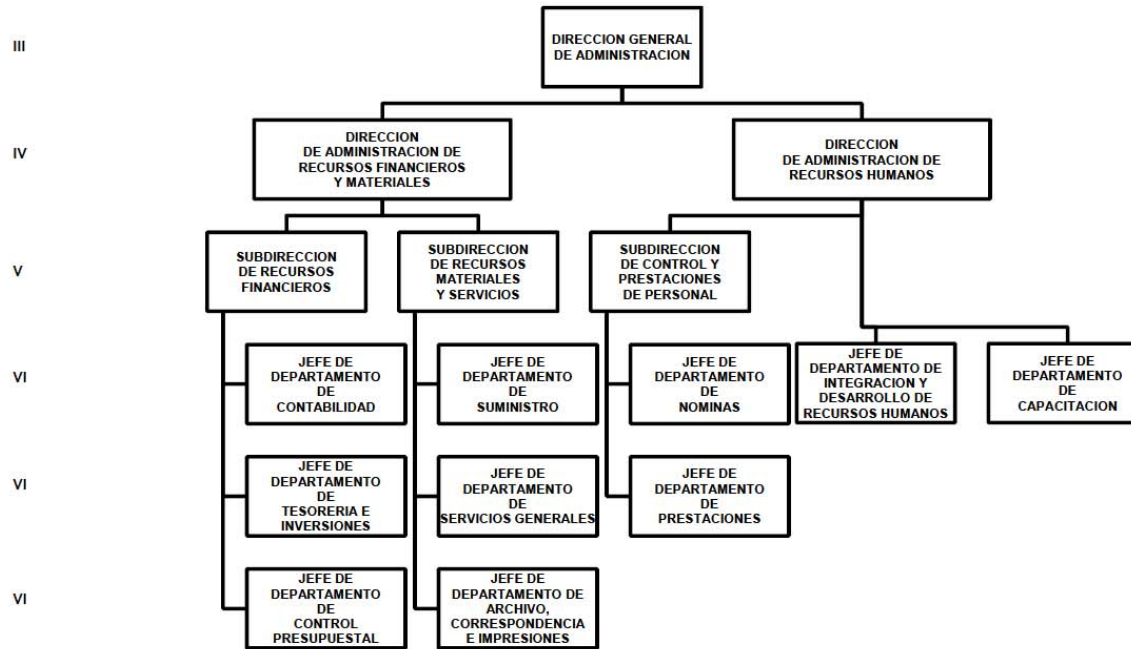 III
DIRECCION GENERAL
DE ADMINISTRACION
IV
DIRECCION
DE ADMINISTRACION DE
RECURSOS FINANCIEROS
Y MATERIALES
DIRECCION
DE ADMINISTRACION DE
RECURSOS HUMANOS
V
SUBDIRECCION
DE RECURSOS
FINANCIEROS
SUBDIRECCION
DE RECURSOS
MATERIALES
Y SERVICIOS
SUBDIRECCION
DE CONTROL Y
PRESTACIONES
DE PERSONAL
VI
JEFE DE
DEPARTAMENTO
DE
CONTABILIDAD
JEFE DE
DEPARTAMENTO
DE
SUMINISTRO
JEFE DE
DEPARTAMENTO
DE
NOMINAS
JEFE DE
DEPARTAMENTO DE
INTEGRACION Y
DESARROLLO DE
RECURSOS HUMANOS
JEFE DE
DEPARTAMENTO
DE
CAPACITACION
VI
JEFE DE
DEPARTAMENTO
DE
TESORERIA E
INVERSIONES
JEFE DE
DEPARTAMENTO
DE
SERVICIOS GENERALES
JEFE DE
DEPARTAMENTO
DE
PRESTACIONES
VI
JEFE DE
DEPARTAMENTO
DE
CONTROL
PRESUPUESTAL
JEFE DE
DEPARTAMENTO DE
ARCHIVO,
CORRESPONDENCIA
E IMPRESIONES